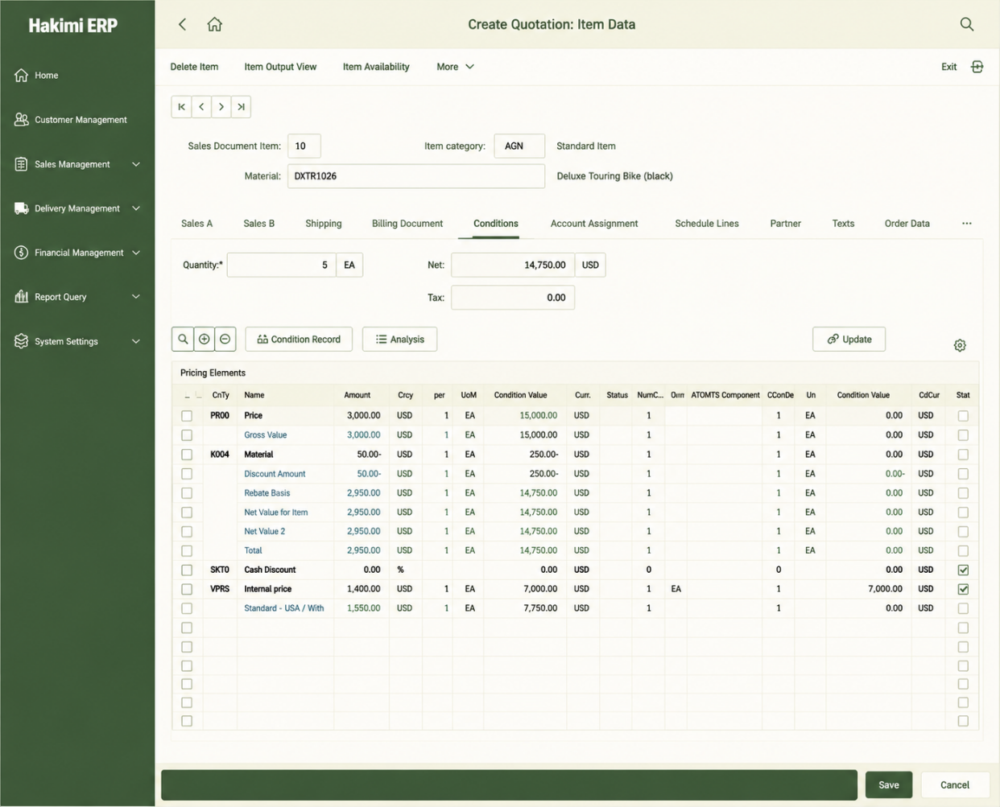 Hakimi ERP
Create Quotation: Item Data
Home
Customer Management
Sales Management
Delivery Management
Financial Management
Report Query
System Settings
Delete Item Item Output View Item Availability More Exit
Sales Document Item: 10 Item category: AGN Standard Item
Material: DXTR1026 Deluxe Touring Bike (black)
Sales A Sales B Shipping Billing Document Conditions Account Assignment Schedule Lines Partner Texts Order Data ...
Quantity:* 5 EA Net: 14,750.00 USD
Tax: 0.00
Condition Record Analysis Update
Pricing Elements
CnTy Name Amount Crcy per UoM Condition Value Curr. Status NumC... ATOMTS Component CConDe Un Condition Value CdCur Stat
PR00 Price 3,000.00 USD 1 EA 15,000.00 USD 1 1 EA 0.00 USD
Gross Value 3,000.00 USD 1 EA 15,000.00 USD 1 1 EA 0.00 USD
K004 Material 50.00- USD 1 EA 250.00- USD 1 1 EA 0.00 USD
Discount Amount 50.00- USD 1 EA 250.00- USD 1 1 EA 0.00- USD
Rebate Basis 2,950.00 USD 1 EA 14,750.00 USD 1 1 EA 0.00 USD
Net Value for Item 2,950.00 USD 1 EA 14,750.00 USD 1 1 EA 0.00 USD
Net Value 2 2,950.00 USD 1 EA 14,750.00 USD 1 1 EA 0.00 USD
Total 2,950.00 USD 1 EA 14,750.00 USD 1 1 EA 0.00 USD
SKT0 Cash Discount 0.00 % 0.00 USD 0 0 0.00 USD
VPRS Internal price 1,400.00 USD 1 EA 7,000.00 USD 1 EA 1 7,000.00 USD
Standard - USA / With 1,550.00 USD 1 EA 7,750.00 USD 1 1 0.00 USD
Save Cancel